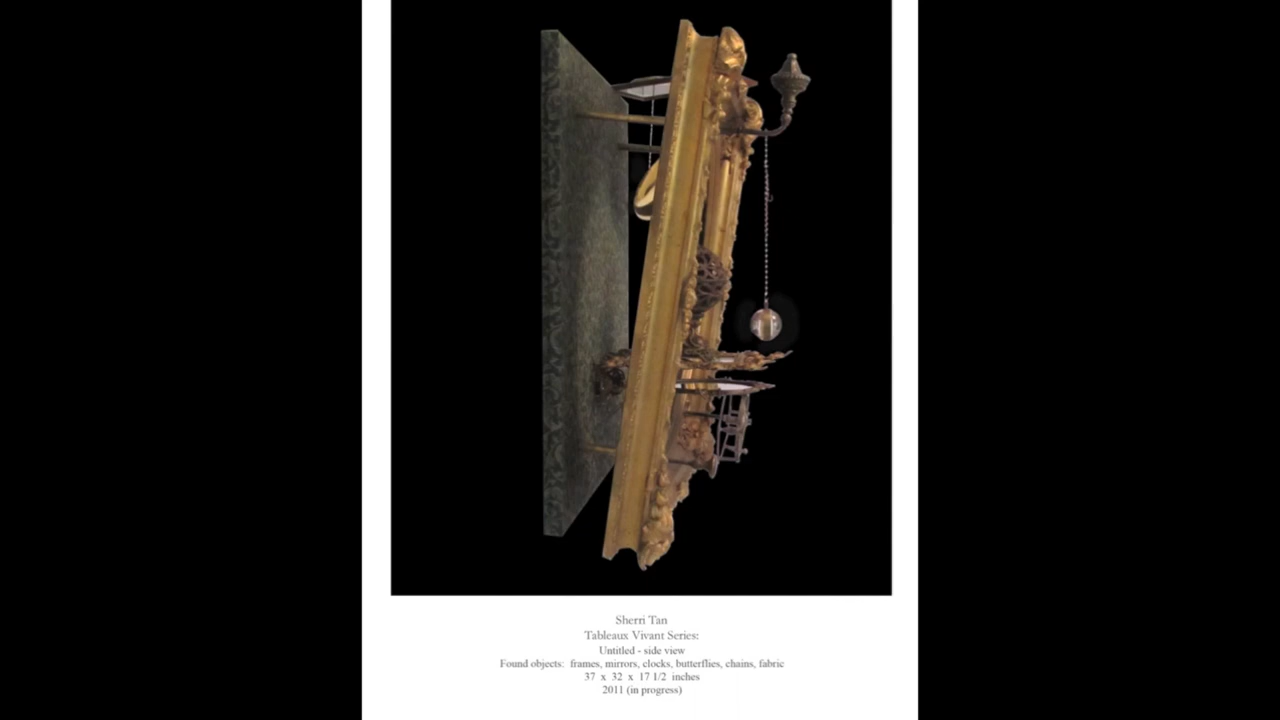 Sherri Tan
Tableaux Vivant Series:
Untitled - side view
Found objects: frames, mirrors, clocks, butterflies, chains, fabric
37 x 32 x 17 1/2 inches
2011 (in progress)